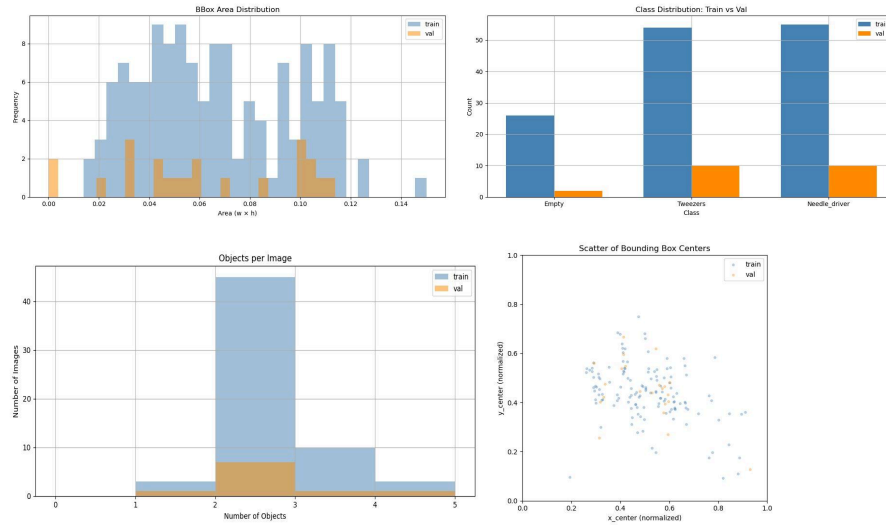 BBox Area Distribution
train
val
8
6
4
2
0
Frequency
0.00 0.02 0.04 0.06 0.08 0.10 0.12 0.14
Area (w × h)
Class Distribution: Train vs Val
train
val
50
40
30
20
10
0
Count
Empty Tweezers Needle_driver
Class
Objects per Image
train
val
40
30
20
10
0
Number of Images
0 1 2 3 4 5
Number of Objects
Scatter of Bounding Box Centers
train
val
1.0
0.8
0.6
0.4
0.2
0.0
y_center (normalized)
0.0 0.2 0.4 0.6 0.8 1.0
x_center (normalized)